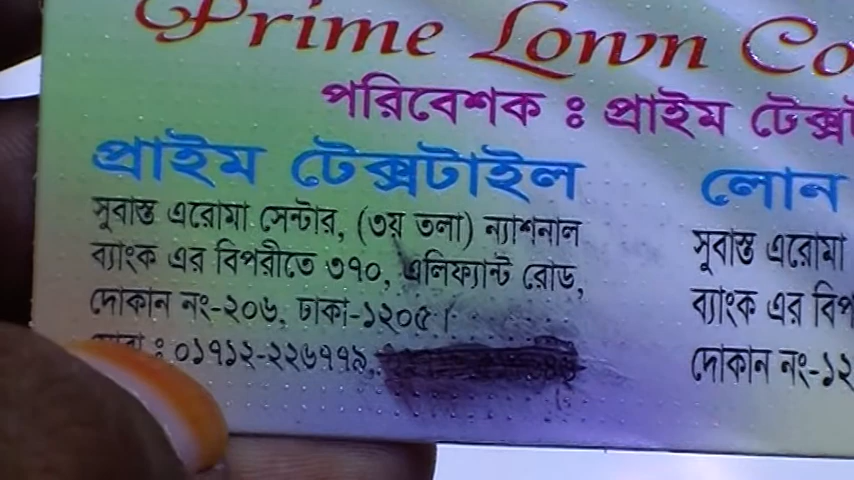 Prime Lown Co
পরিবেশক ঃ প্রাইম টেক্সট
প্রাইম টেক্সটাইল
সুবাস্তু এরোমা সেন্টার, (৩য় তলা) ন্যাশনাল
ব্যাংক এর বিপরীতে ৩৭০, এলিফ্যান্ট রোড,
দোকান নং-২০৬, ঢাকা-১২০৫।
ঃ ০১৭১২-২২৬৭৭৯,
লোন
সুবাস্তু এরোমা
ব্যাংক এর বিপ
দোকান নং-১২